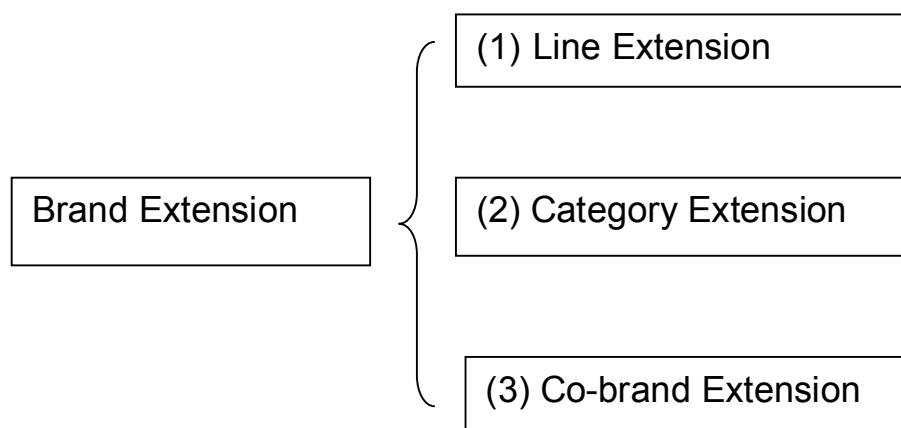 (1) Line Extension
Brand Extension
(2) Category Extension
(3) Co-brand Extension